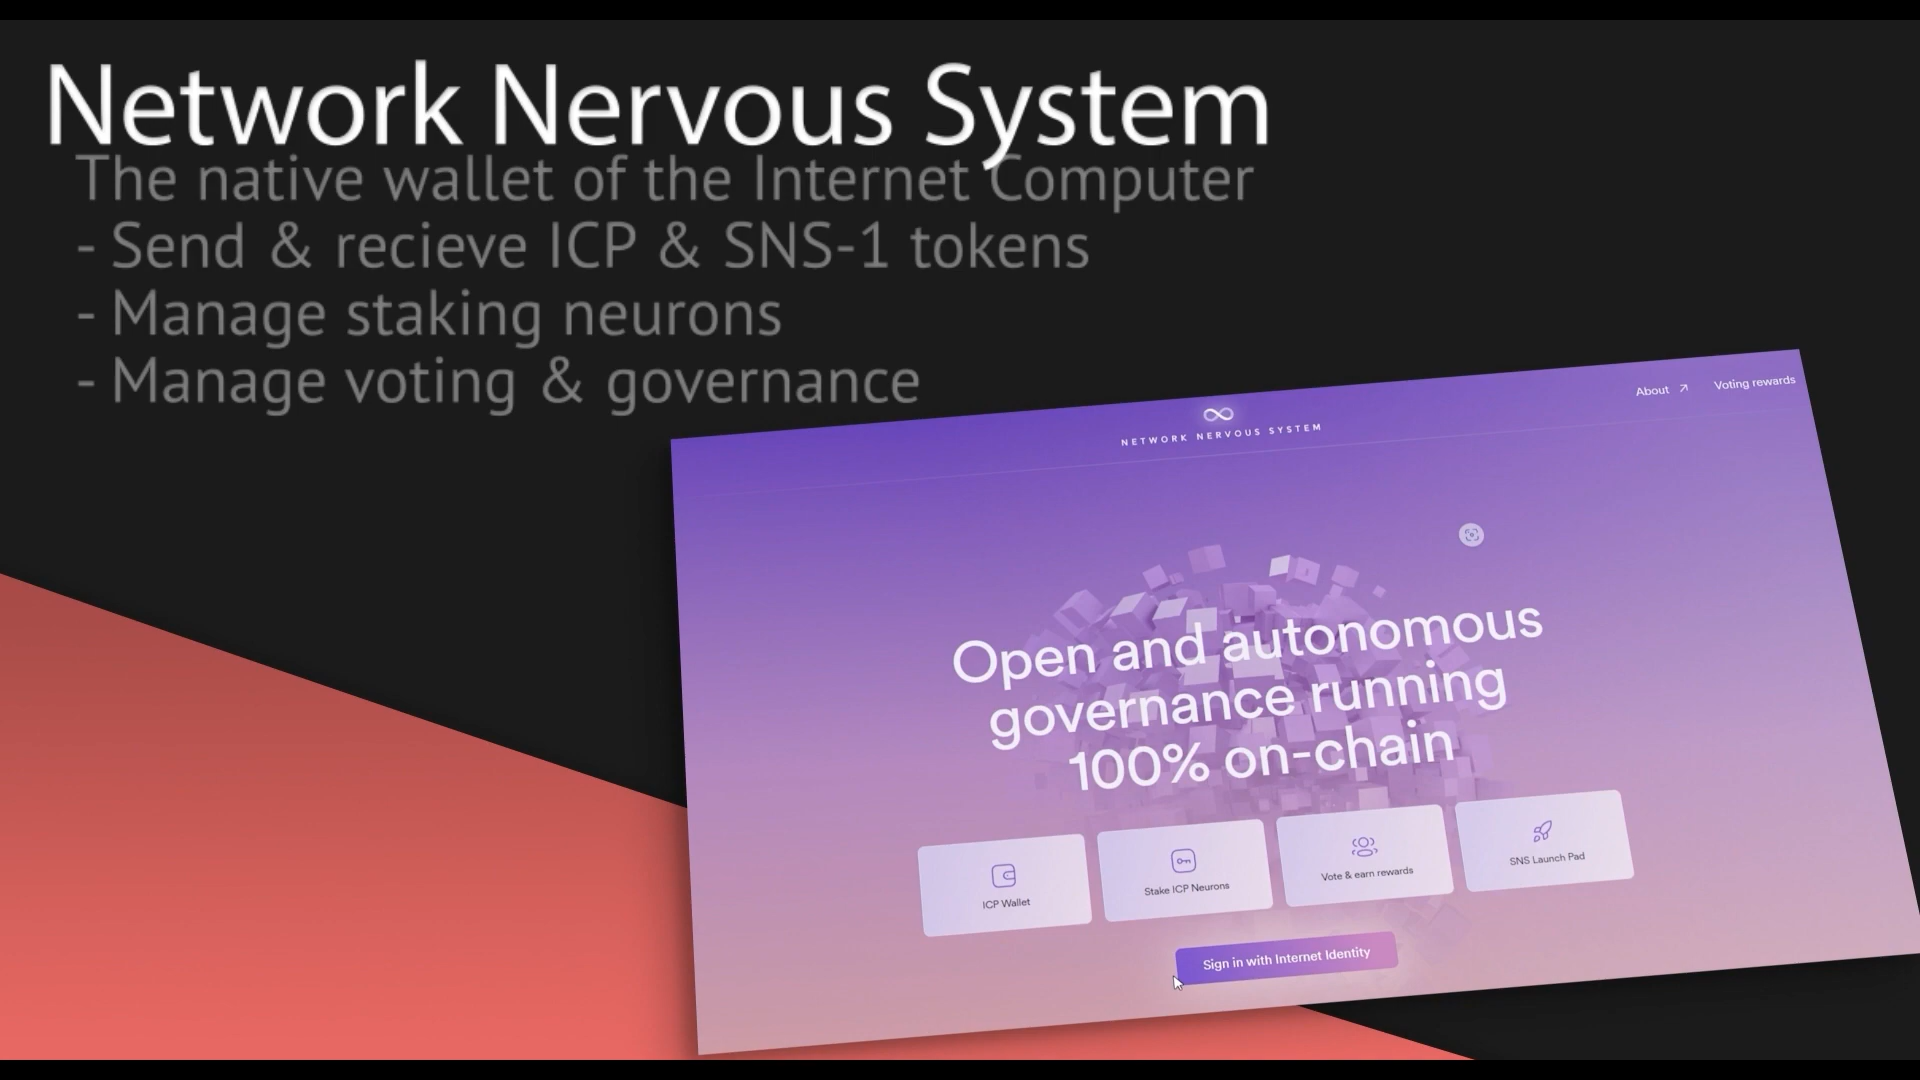 Network Nervous System
The native wallet of the Internet Computer
- Send & recieve ICP & SNS-1 tokens
- Manage staking neurons
- Manage voting & governance
About
Voting rewards
NETWORK NERVOUS SYSTEM
Open and autonomous
governance running
100% on-chain
ICP Wallet
Stake ICP Neurons
Vote & earn rewards
SNS Launch Pad
Sign in with Internet Identity